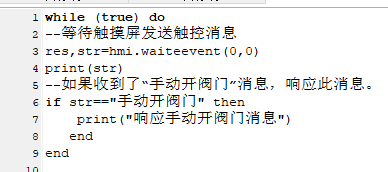 1 while (true) do
2 --等待触摸屏发送触控消息
3 res,str=hmi.waiteevent(0,0)
4 print(str)
5 --如果收到了“手动开阀门”消息，响应此消息。
6 if str=="手动开阀门" then
7     print("响应手动开阀门消息")
8    end
9 end
10